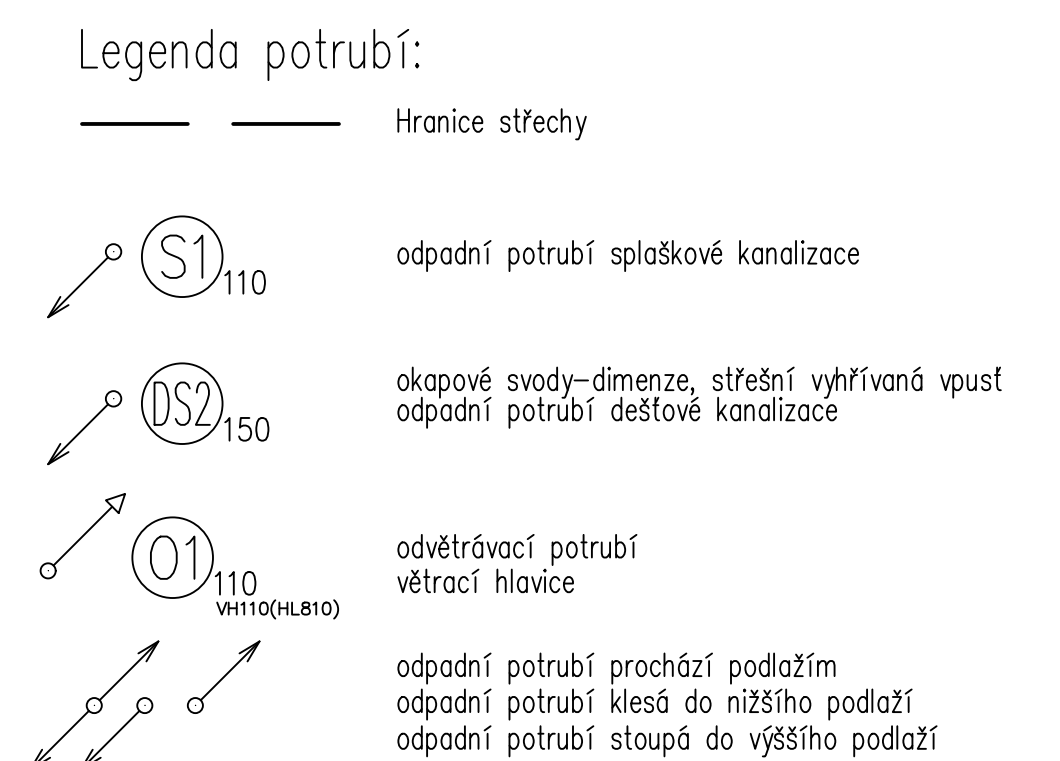 Legenda potrubí:
Hranice střechy
S1 110
odpadní potrubí splaškové kanalizace
DS2 150
okapové svody-dimenze, střešní vyhřívaná vpusť
odpadní potrubí dešťové kanalizace
O1 110
VH110(HL810)
odvětrávací potrubí
větrací hlavice
odpadní potrubí prochází podlažím
odpadní potrubí klesá do nižšího podlaží
odpadní potrubí stoupá do výššího podlaží